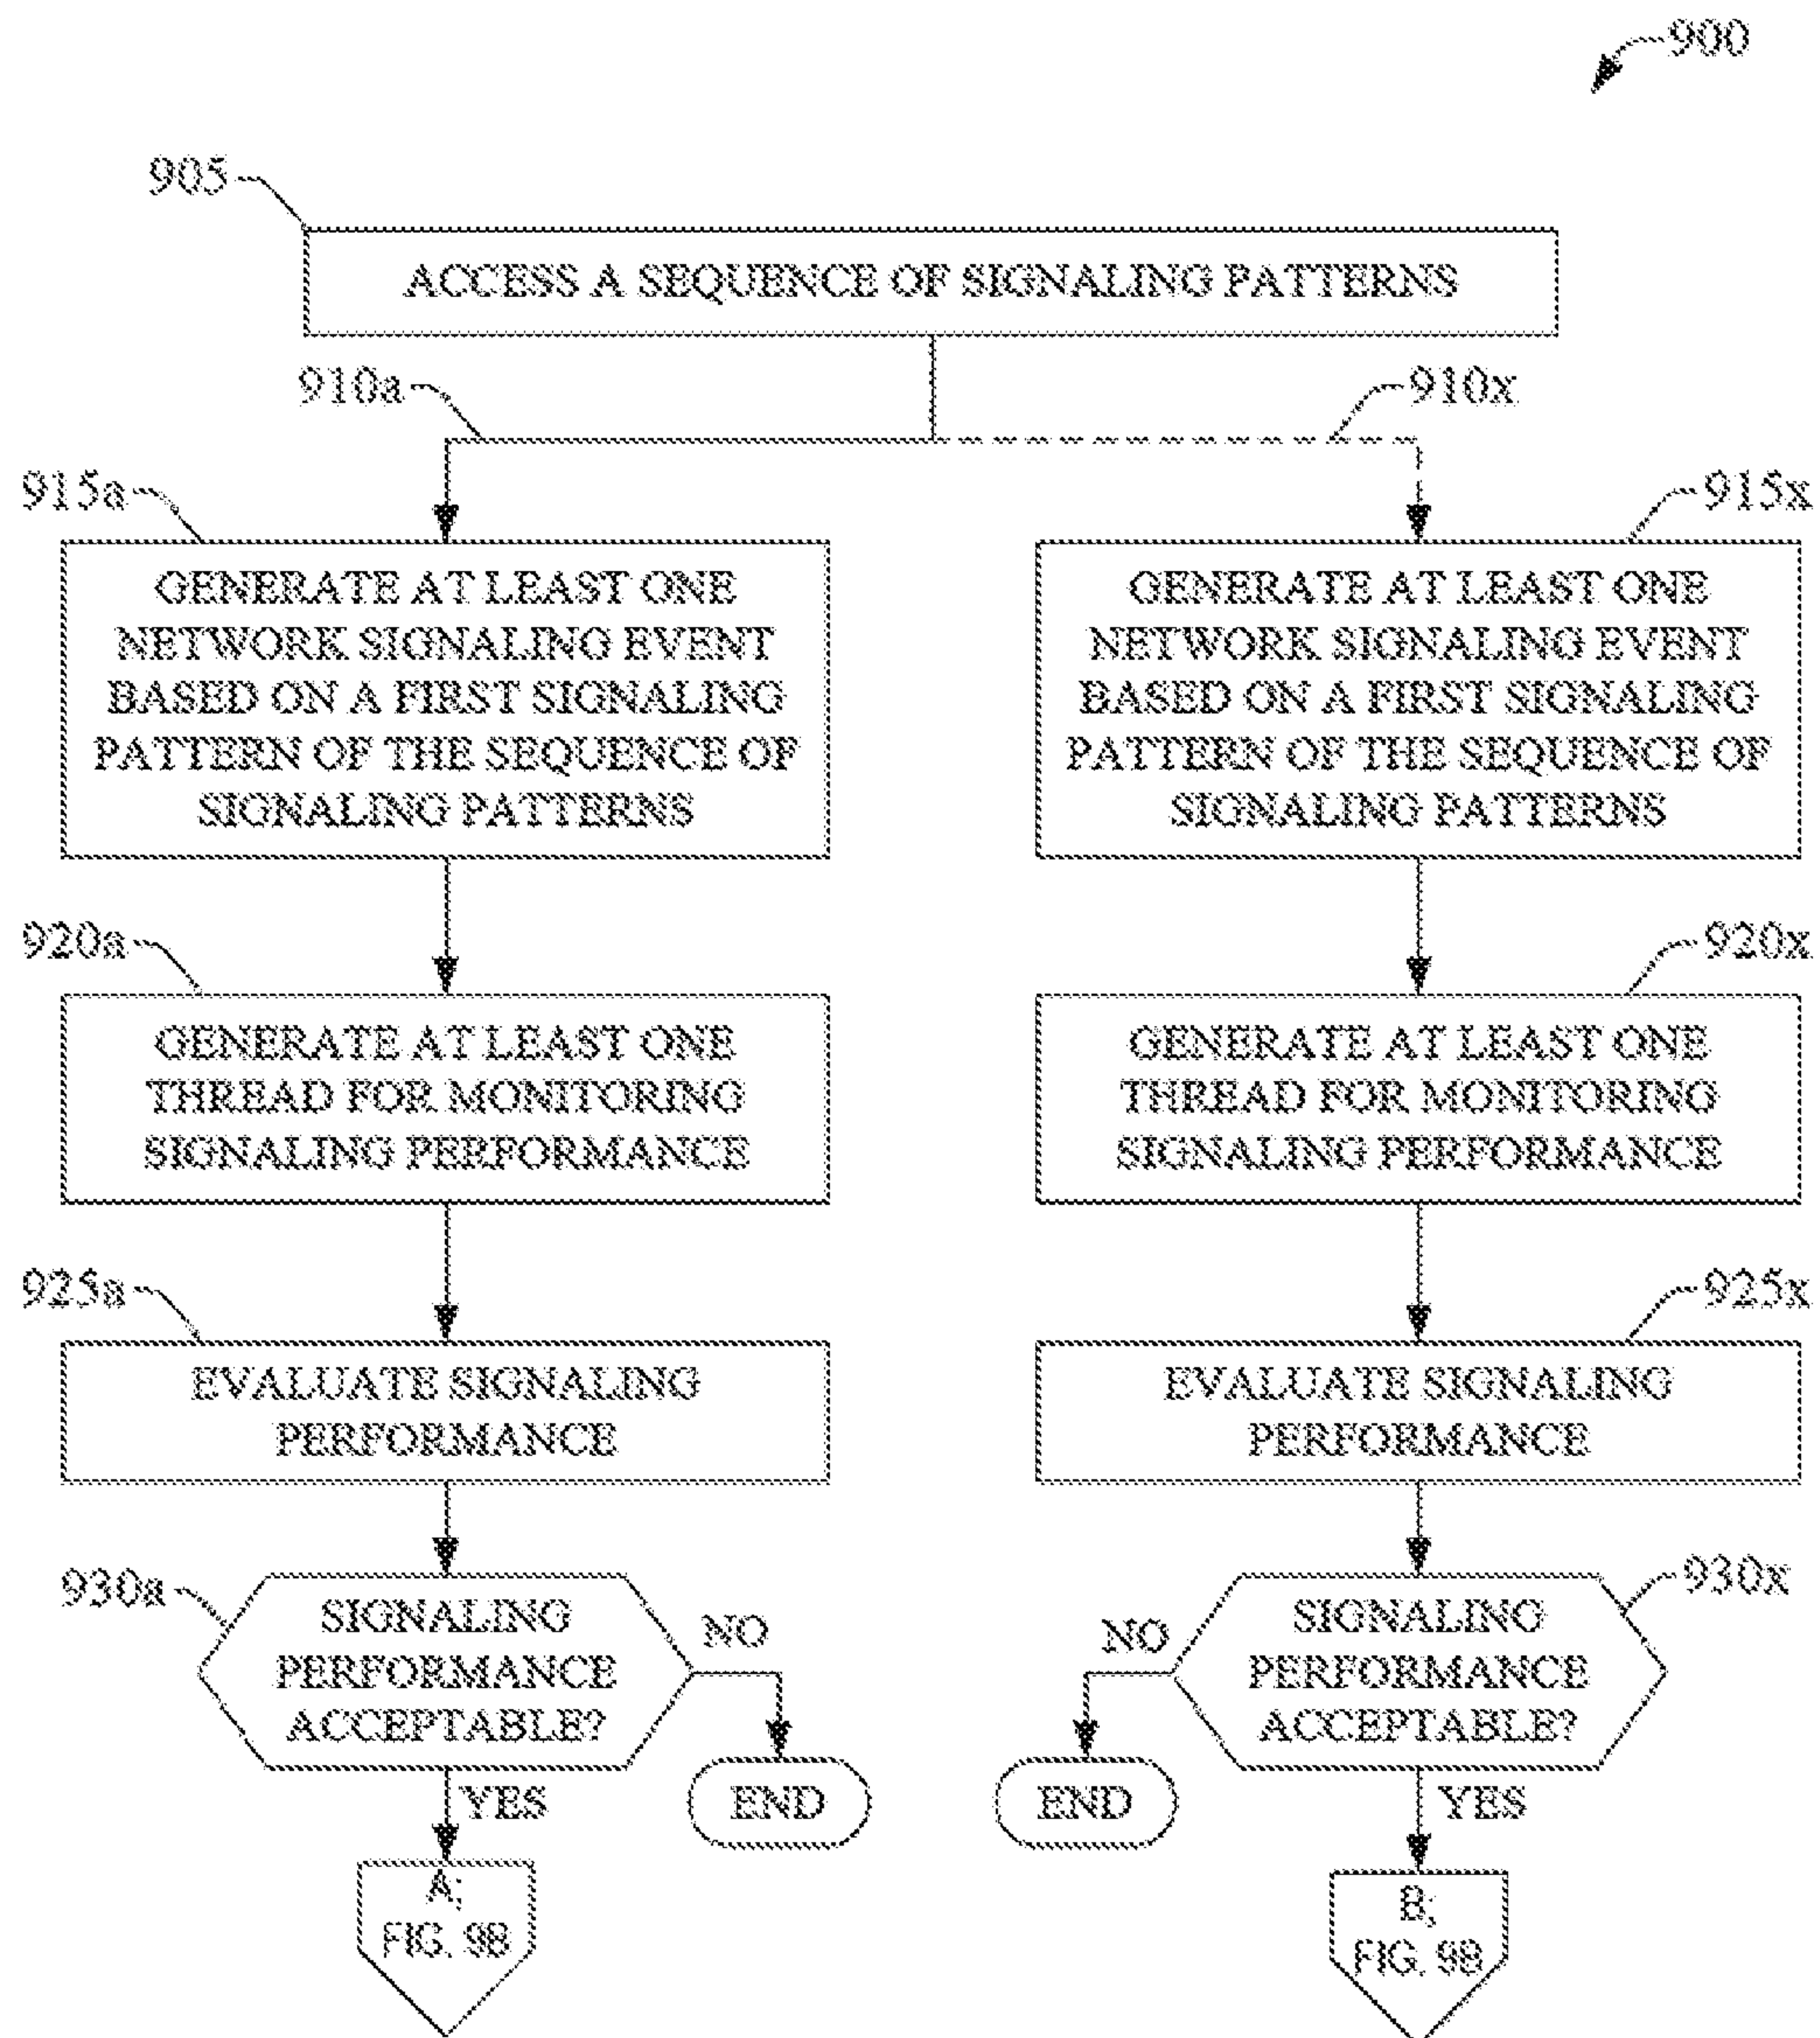 900
905
ACCESS A SEQUENCE OF SIGNALING PATTERNS
910a
910x
915a
915x
GENERATE AT LEAST ONE
NETWORK SIGNALING EVENT
BASED ON A FIRST SIGNALING
PATTERN OF THE SEQUENCE OF
SIGNALING PATTERNS
GENERATE AT LEAST ONE
NETWORK SIGNALING EVENT
BASED ON A FIRST SIGNALING
PATTERN OF THE SEQUENCE OF
SIGNALING PATTERNS
920a
920x
GENERATE AT LEAST ONE
THREAD FOR MONITORING
SIGNALING PERFORMANCE
GENERATE AT LEAST ONE
THREAD FOR MONITORING
SIGNALING PERFORMANCE
925a
925x
EVALUATE SIGNALING
PERFORMANCE
EVALUATE SIGNALING
PERFORMANCE
930a
930x
SIGNALING
PERFORMANCE
ACCEPTABLE?
NO
NO
SIGNALING
PERFORMANCE
ACCEPTABLE?
YES
END
END
YES
A;
FIG. 9B
B;
FIG. 9B